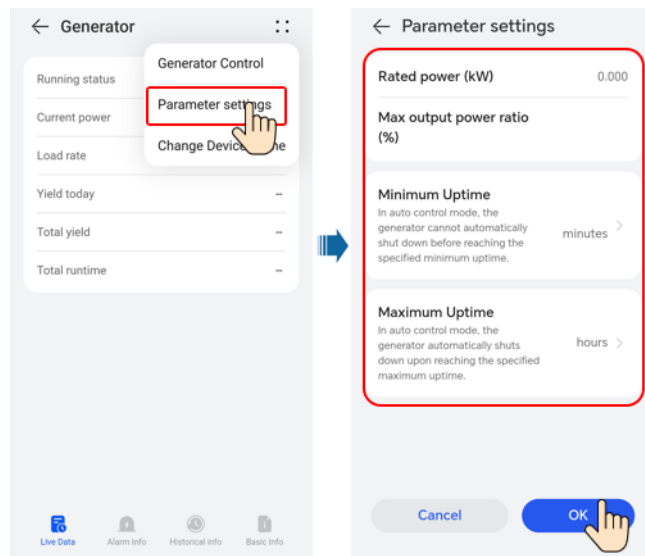 Generator
Generator Control
Running status
Parameter settings
Current power
Change Device
Load rate
Yield today --
Total yield --
Total runtime --
Live Data Alarm Info Historical info Basic Info
Parameter settings
Rated power (kW) 0.000
Max output power ratio
(%)
Minimum Uptime
In auto control mode, the
generator cannot automatically
shut down before reaching the
specified minimum uptime.
minutes
Maximum Uptime
In auto control mode, the
generator automatically shuts
down upon reaching the specified
maximum uptime.
hours
Cancel OK